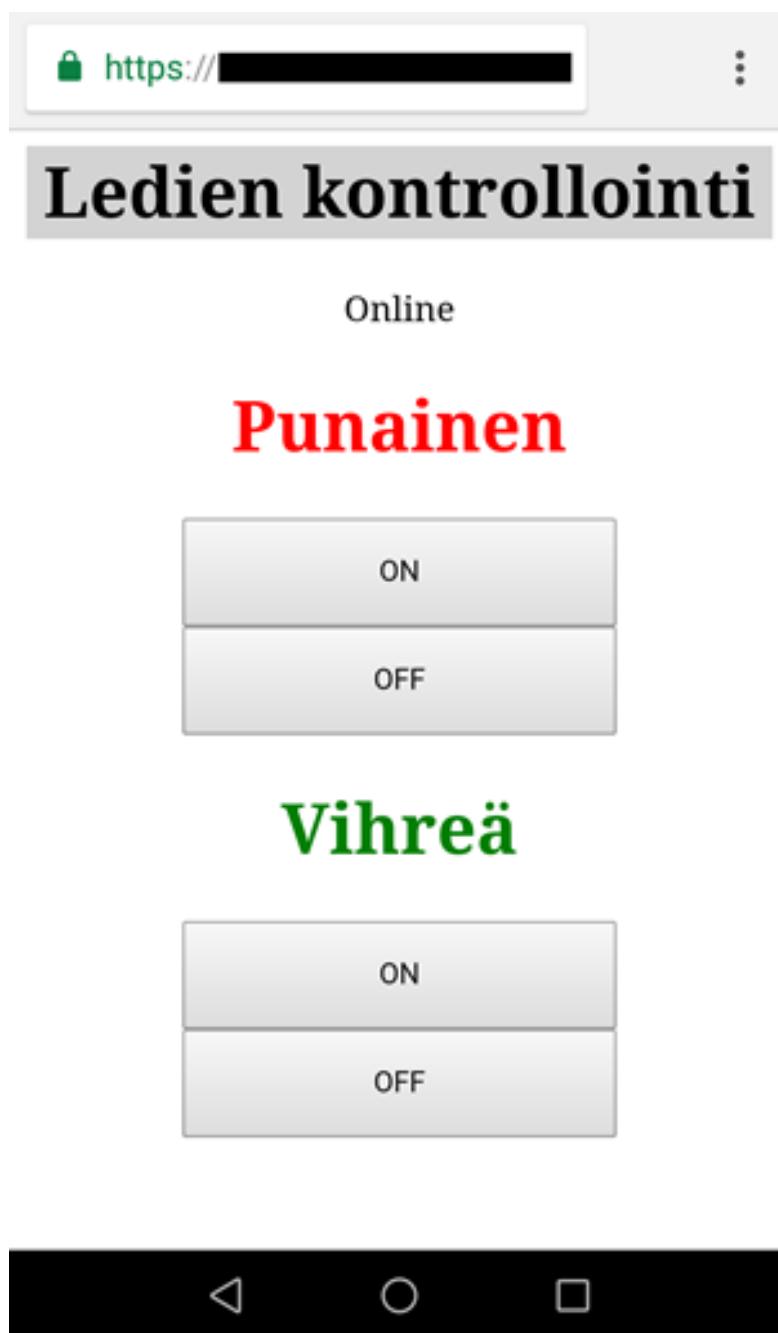 https://
Ledien kontrollointi
Online
Punainen
ON
OFF
Vihreä
ON
OFF